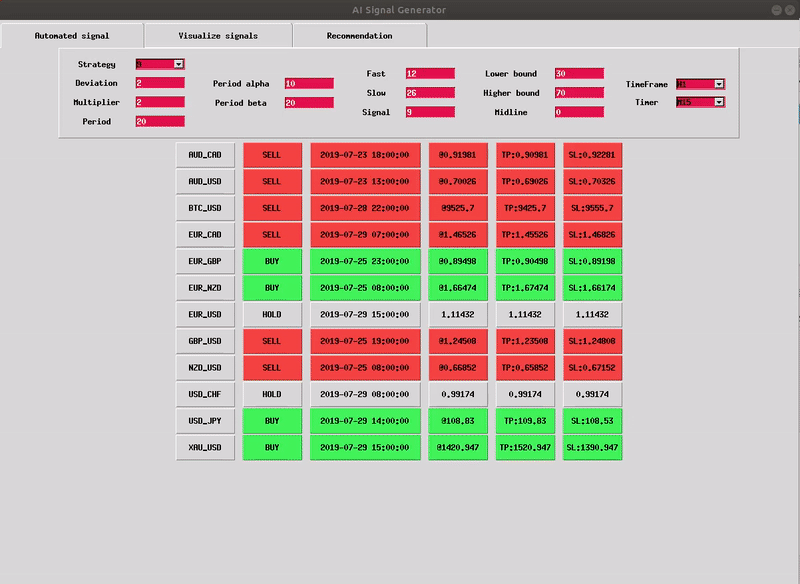 AI Signal Generator
Automated signal Visualize signals Recommendation
Strategy
Deviation 2
Multiplier 2
Period 20
Period alpha 10
Period beta 20
Fast 12
Slow 26
Signal 9
Lower bound 30
Higher bound 70
Midline 0
TimeFrame H1
Timer M15
AUD_CAD SELL 2019-07-23 18:00:00 @0.91981 TP:0.90981 SL:0.92281
AUD_USD SELL 2019-07-23 13:00:00 @0.70026 TP:0.69026 SL:0.70326
BTC_USD SELL 2019-07-28 22:00:00 @9525.7 TP:9425.7 SL:9555.7
EUR_CAD SELL 2019-07-29 07:00:00 @1.46526 TP:1.45526 SL:1.46826
EUR_GBP BUY 2019-07-25 23:00:00 @0.89498 TP:0.90498 SL:0.89198
EUR_NZD BUY 2019-07-25 08:00:00 @1.66474 TP:1.67474 SL:1.66174
EUR_USD HOLD 2019-07-29 15:00:00 1.11432 1.11432 1.11432
GBP_USD SELL 2019-07-25 19:00:00 @1.24508 TP:1.23508 SL:1.24808
NZD_USD SELL 2019-07-25 08:00:00 @0.66852 TP:0.65852 SL:0.67152
USD_CHF HOLD 2019-07-29 08:00:00 0.99174 0.99174 0.99174
USD_JPY BUY 2019-07-29 14:00:00 @108.83 TP:109.83 SL:108.53
XAU_USD BUY 2019-07-29 15:00:00 @1420.947 TP:1520.947 SL:1390.947